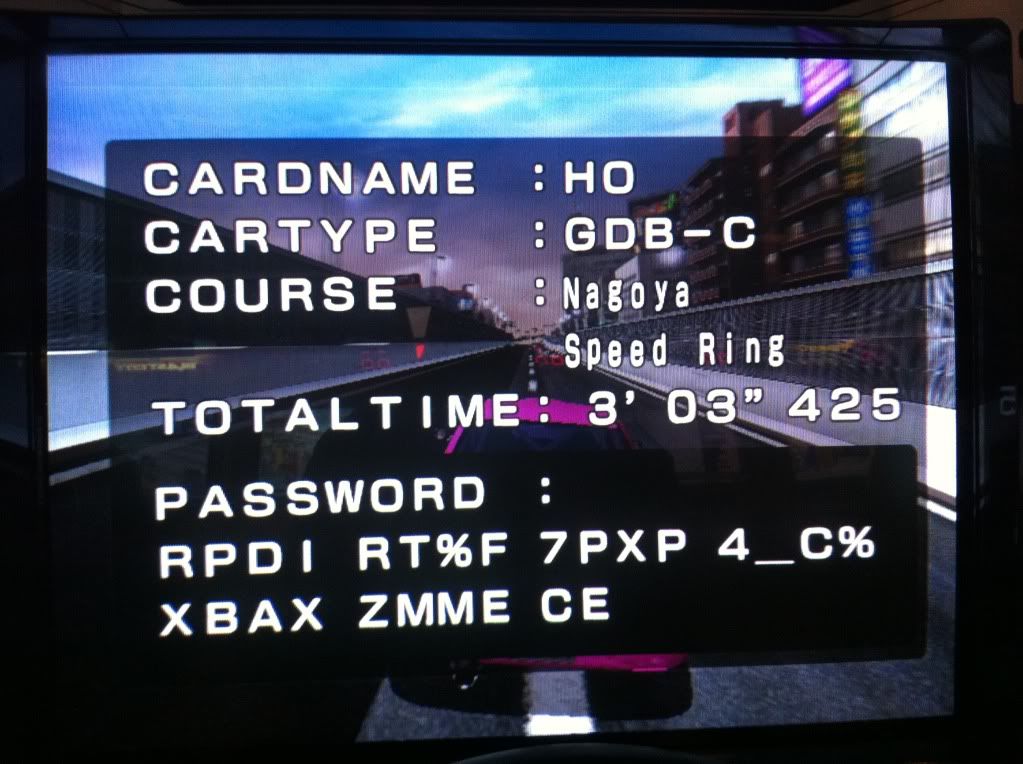 CARDNAME : HO
CARTYPE : GDB-C
COURSE : Nagoya
Speed Ring
TOTALTIME: 3' 03" 425
PASSWORD :
RPDI RT%F 7PXP 4_C%
XBAX ZMME CE